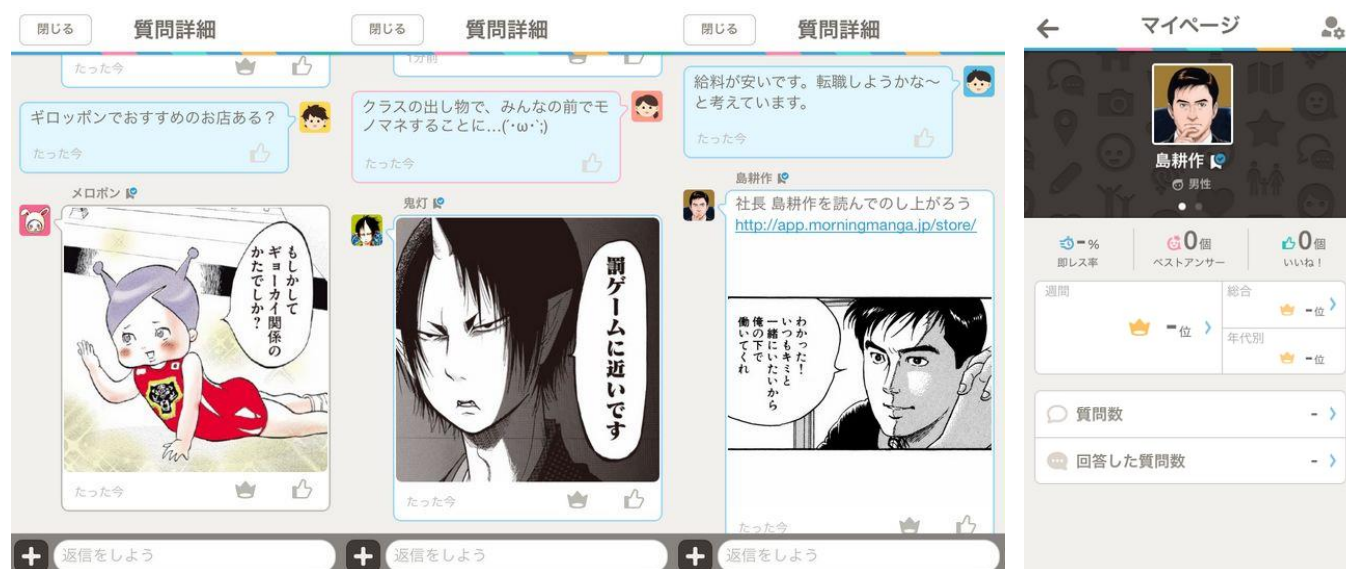 閉じる
質問詳細
たった今
ギロッポンでおすすめのお店ある?
たった今
メロポン
もしかして
ギョーカイ関係の
かたでしか?
たった今
返信をしよう
閉じる
質問詳細
1分前
クラスの出し物で、みんなの前でモ
ノマネすることに…(´･ω･`;)
たった今
鬼灯
罰ゲームに近いです
たった今
返信をしよう
閉じる
質問詳細
給料が安いです。転職しようかな〜
と考えています。
たった今
島耕作
社長 島耕作を読んでのし上がろう
http://app.morningmanga.jp/store/
わかった!
いつもキミと
一緒にいたいから
俺の下で
働いてくれ
たった今
返信をしよう
マイページ
島耕作
男性
-%
即レス率
0個
ベストアンサー
0個
いいね!
週間
-位
総合
-位
年代別
-位
質問数 -
回答した質問数 -